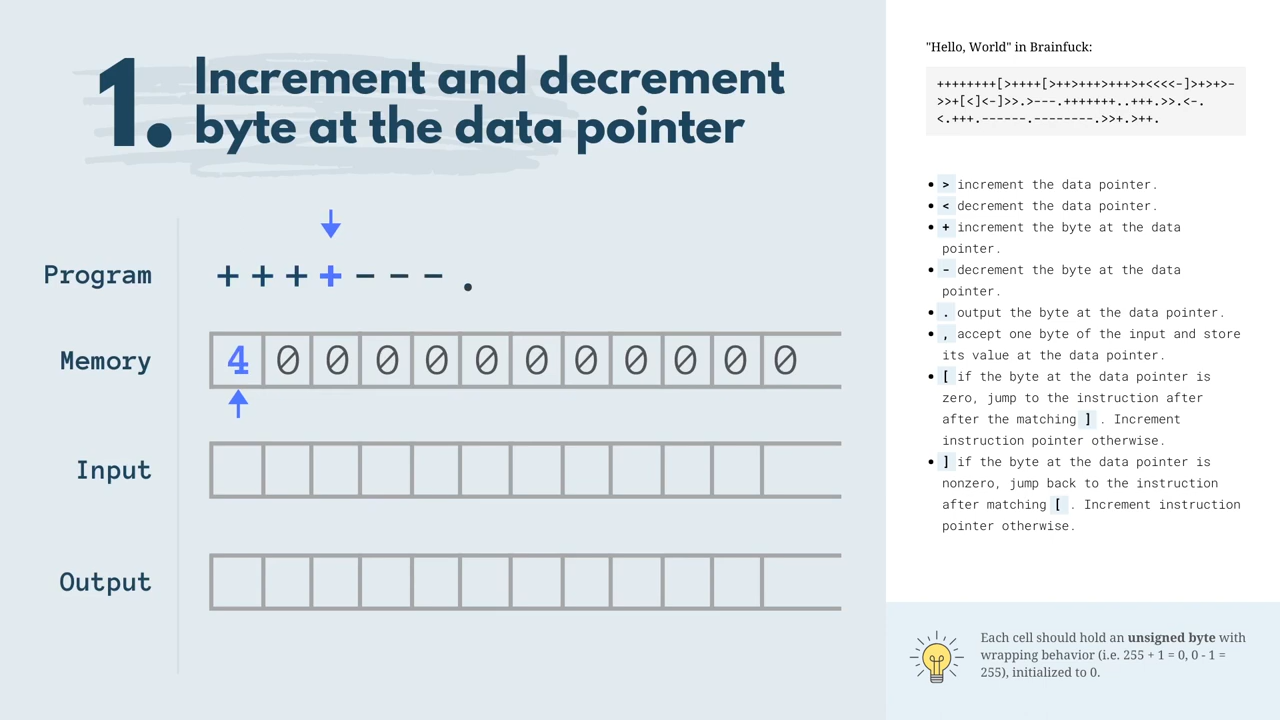 1. Increment and decrement
byte at the data pointer
Program
++++---.
Memory
4 0 0 0 0 0 0 0 0 0 0 0
Input
Output
"Hello, World" in Brainfuck:
++++++++[>++++[>++>+++>+++>+<<<<-]>+>+>-
>>+[<]<-]>>.>---.+++++++..+++.>>.<-.
<.+++.------.--------.>>+.>++.
• > increment the data pointer.
• < decrement the data pointer.
• + increment the byte at the data
pointer.
• - decrement the byte at the data
pointer.
• . output the byte at the data pointer.
• , accept one byte of the input and store
its value at the data pointer.
• [ if the byte at the data pointer is
zero, jump to the instruction after
after the matching ] . Increment
instruction pointer otherwise.
• ] if the byte at the data pointer is
nonzero, jump back to the instruction
after matching [ . Increment instruction
pointer otherwise.
Each cell should hold an unsigned byte with
wrapping behavior (i.e. 255 + 1 = 0, 0 - 1 =
255), initialized to 0.